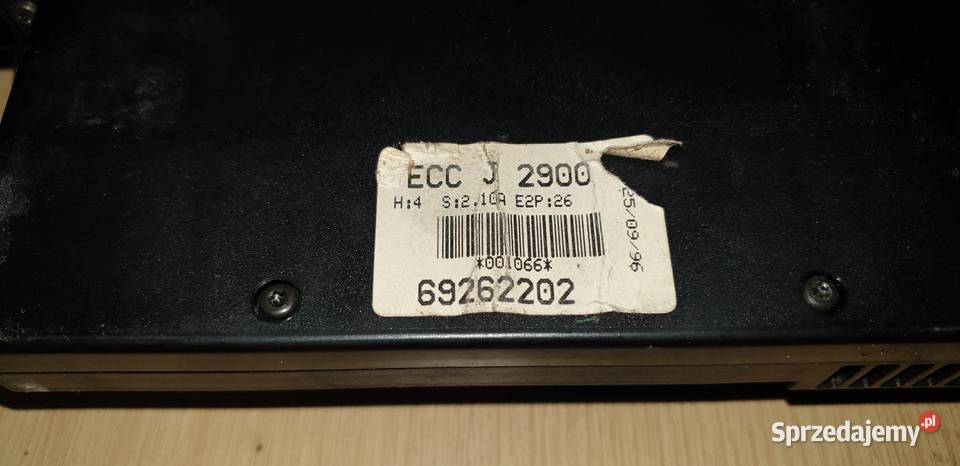 ECC J 2900
H:4 S:2.10A E2P:26
*001066*
69262202
25/09/96
Sprzedajemy.pl